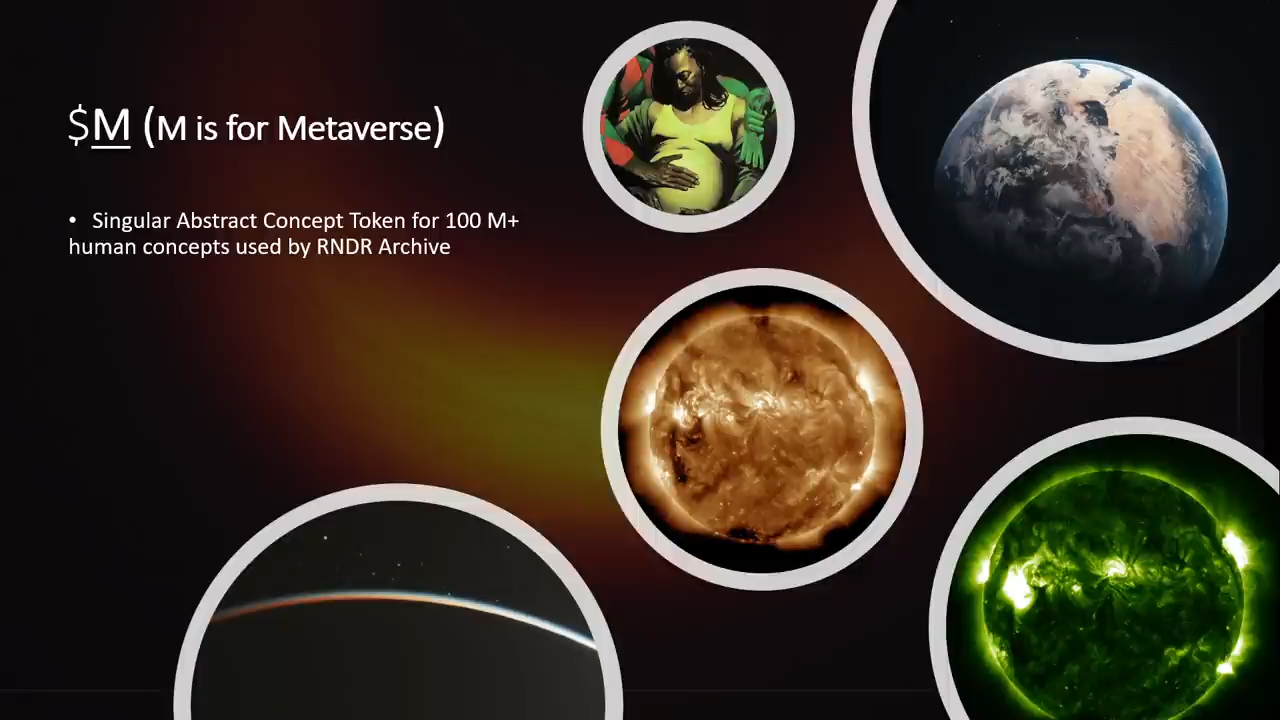 $M (M is for Metaverse)
• Singular Abstract Concept Token for 100 M+
human concepts used by RNDR Archive